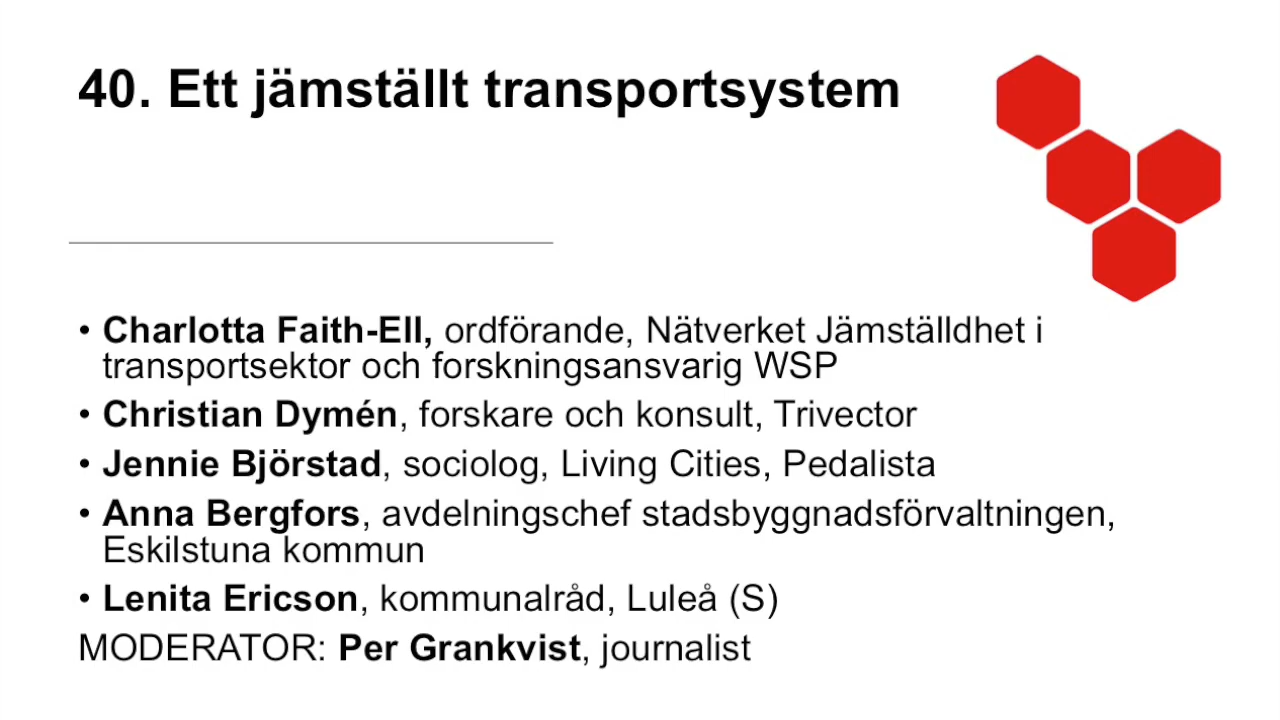 40. Ett jämställt transportsystem
• Charlotta Faith-Ell, ordförande, Nätverket Jämställdhet i
transportsektor och forskningsansvarig WSP
• Christian Dymén, forskare och konsult, Trivector
• Jennie Björstad, sociolog, Living Cities, Pedalista
• Anna Bergfors, avdelningschef stadsbyggnadsförvaltningen,
Eskilstuna kommun
• Lenita Ericson, kommunalråd, Luleå (S)
MODERATOR: Per Grankvist, journalist